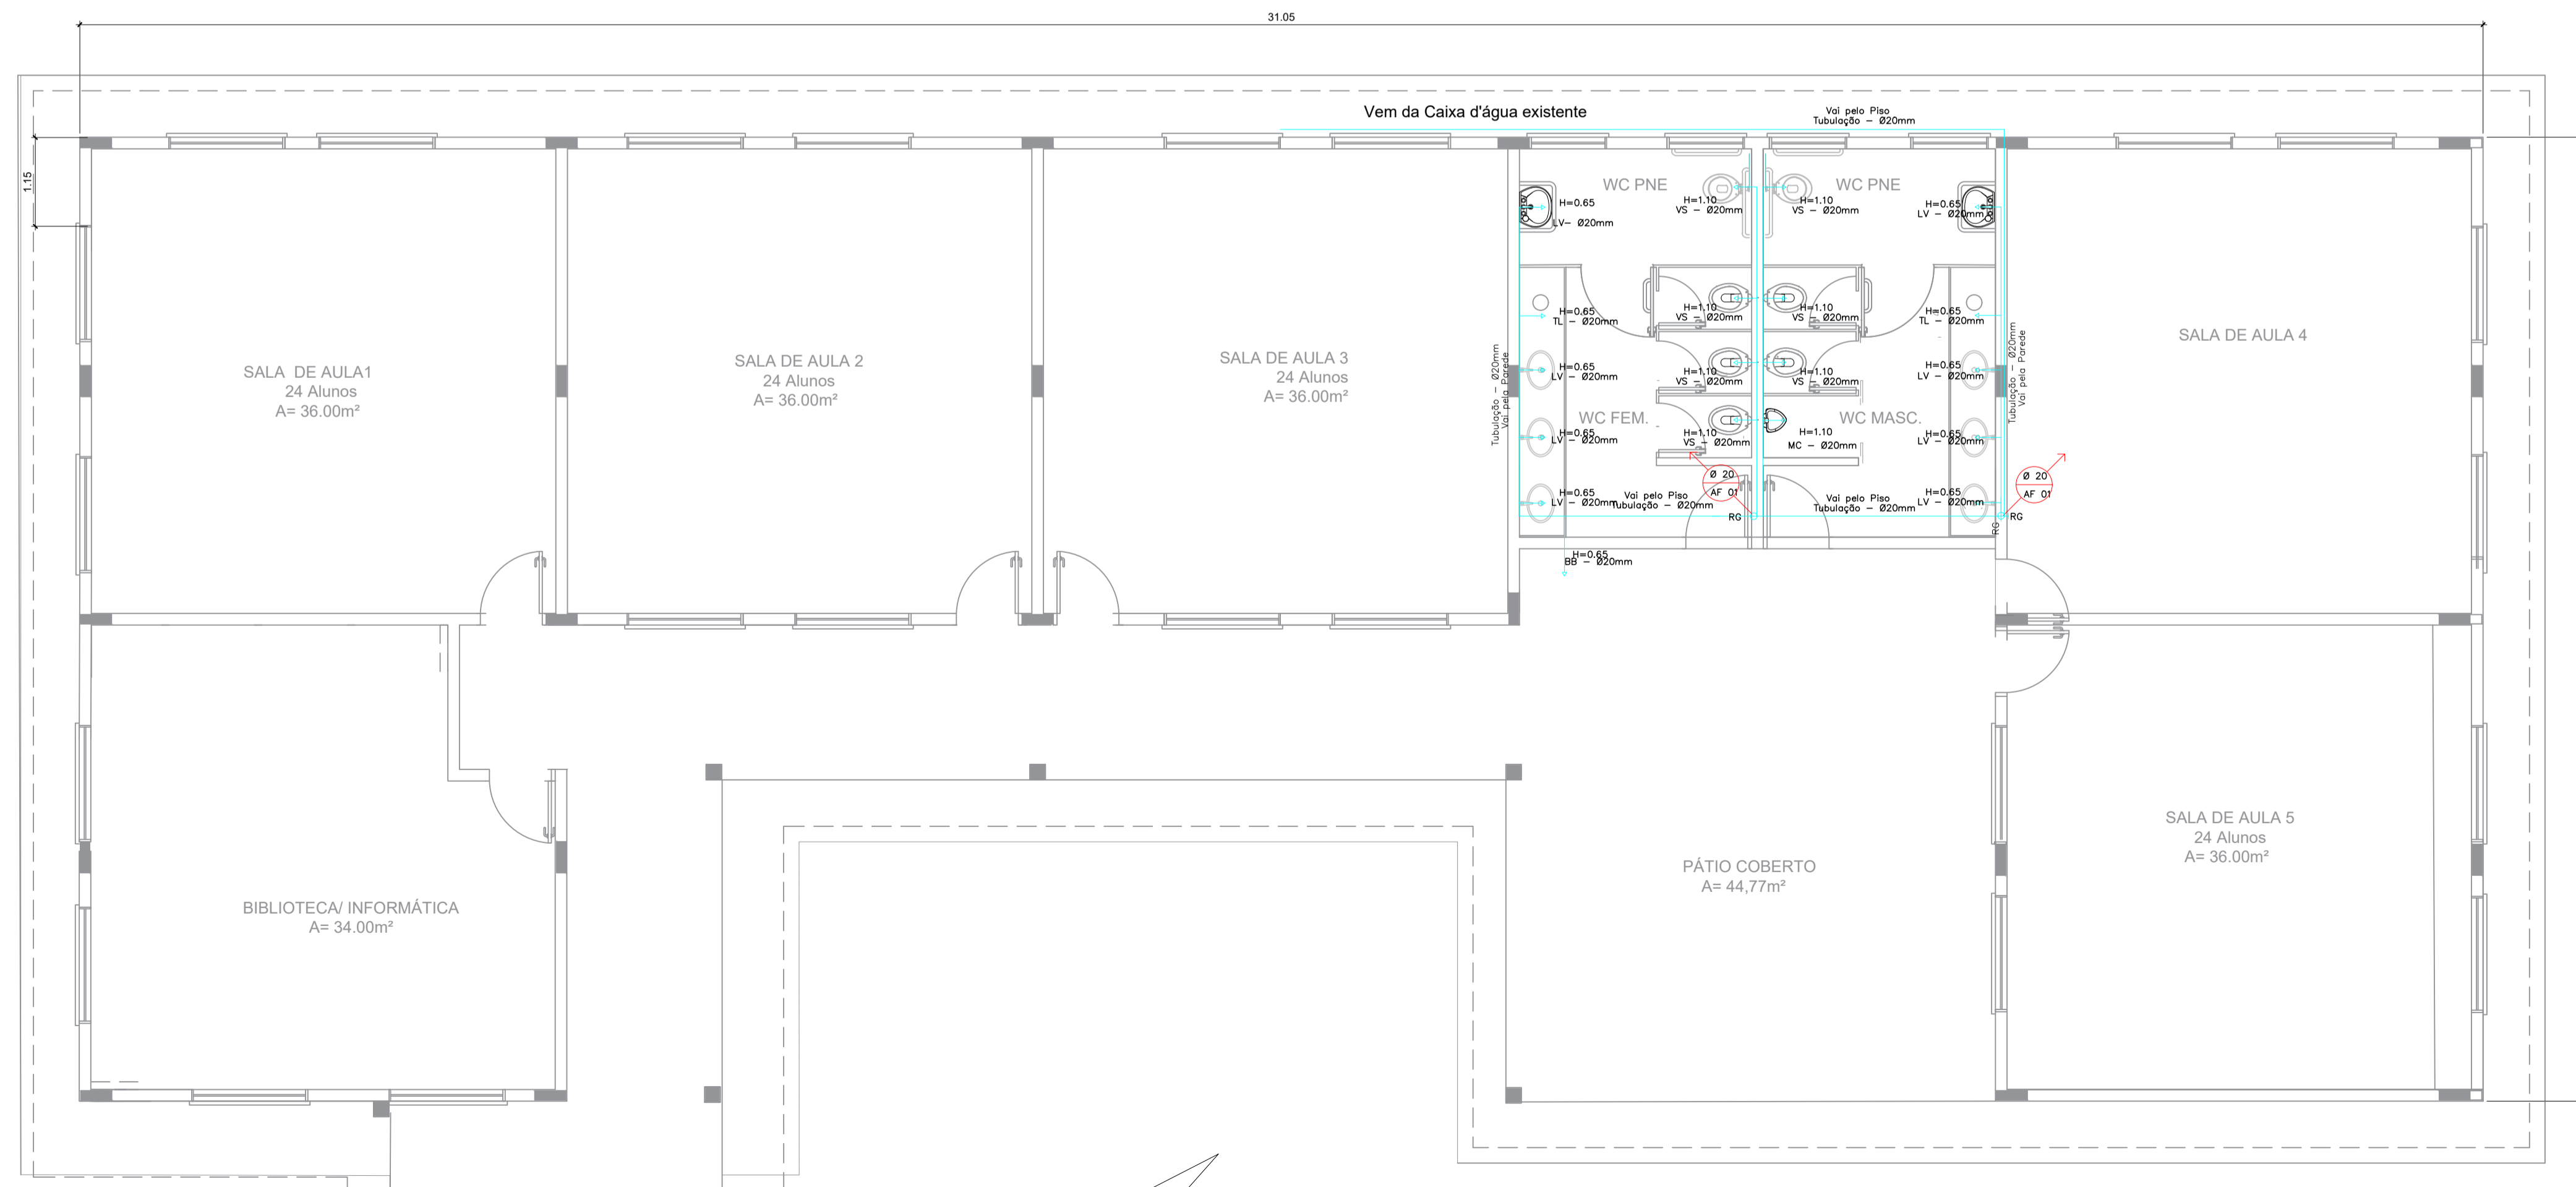 31.05
1.15
Vem da Caixa d'água existente
Vai pelo Piso
Tubulação - Ø20mm
WC PNE
H=0.65
LV- Ø20mm
H=1.10
VS - Ø20mm
WC PNE
H=1.10
VS - Ø20mm
H=0.65
LV - Ø20mm
H=0.65
TL - Ø20mm
H=1.10
VS - Ø20mm
H=1.10
VS - Ø20mm
H=0.65
TL - Ø20mm
SALA DE AULA1
24 Alunos
A= 36.00m²
SALA DE AULA 2
24 Alunos
A= 36.00m²
SALA DE AULA 3
24 Alunos
A= 36.00m²
SALA DE AULA 4
Tubulação - Ø20mm
Vai pela Parede
H=0.65
LV - Ø20mm
H=1.10
VS - Ø20mm
H=1.10
VS - Ø20mm
H=0.65
LV - Ø20mm
Tubulação - Ø20mm
Vai pela Parede
WC FEM.
WC MASC.
H=0.65
LV - Ø20mm
H=1.10
VS - Ø20mm
H=1.10
MC - Ø20mm
H=0.65
LV - Ø20mm
Ø 20
AF 01
Ø 20
AF 01
H=0.65
LV - Ø20mm
Vai pelo Piso
Tubulação - Ø20mm
Vai pelo Piso
Tubulação - Ø20mm
H=0.65
LV - Ø20mm
RG
RG
RG
H=0.65
BB - Ø20mm
SALA DE AULA 5
24 Alunos
A= 36.00m²
PÁTIO COBERTO
A= 44,77m²
BIBLIOTECA/ INFORMÁTICA
A= 34.00m²